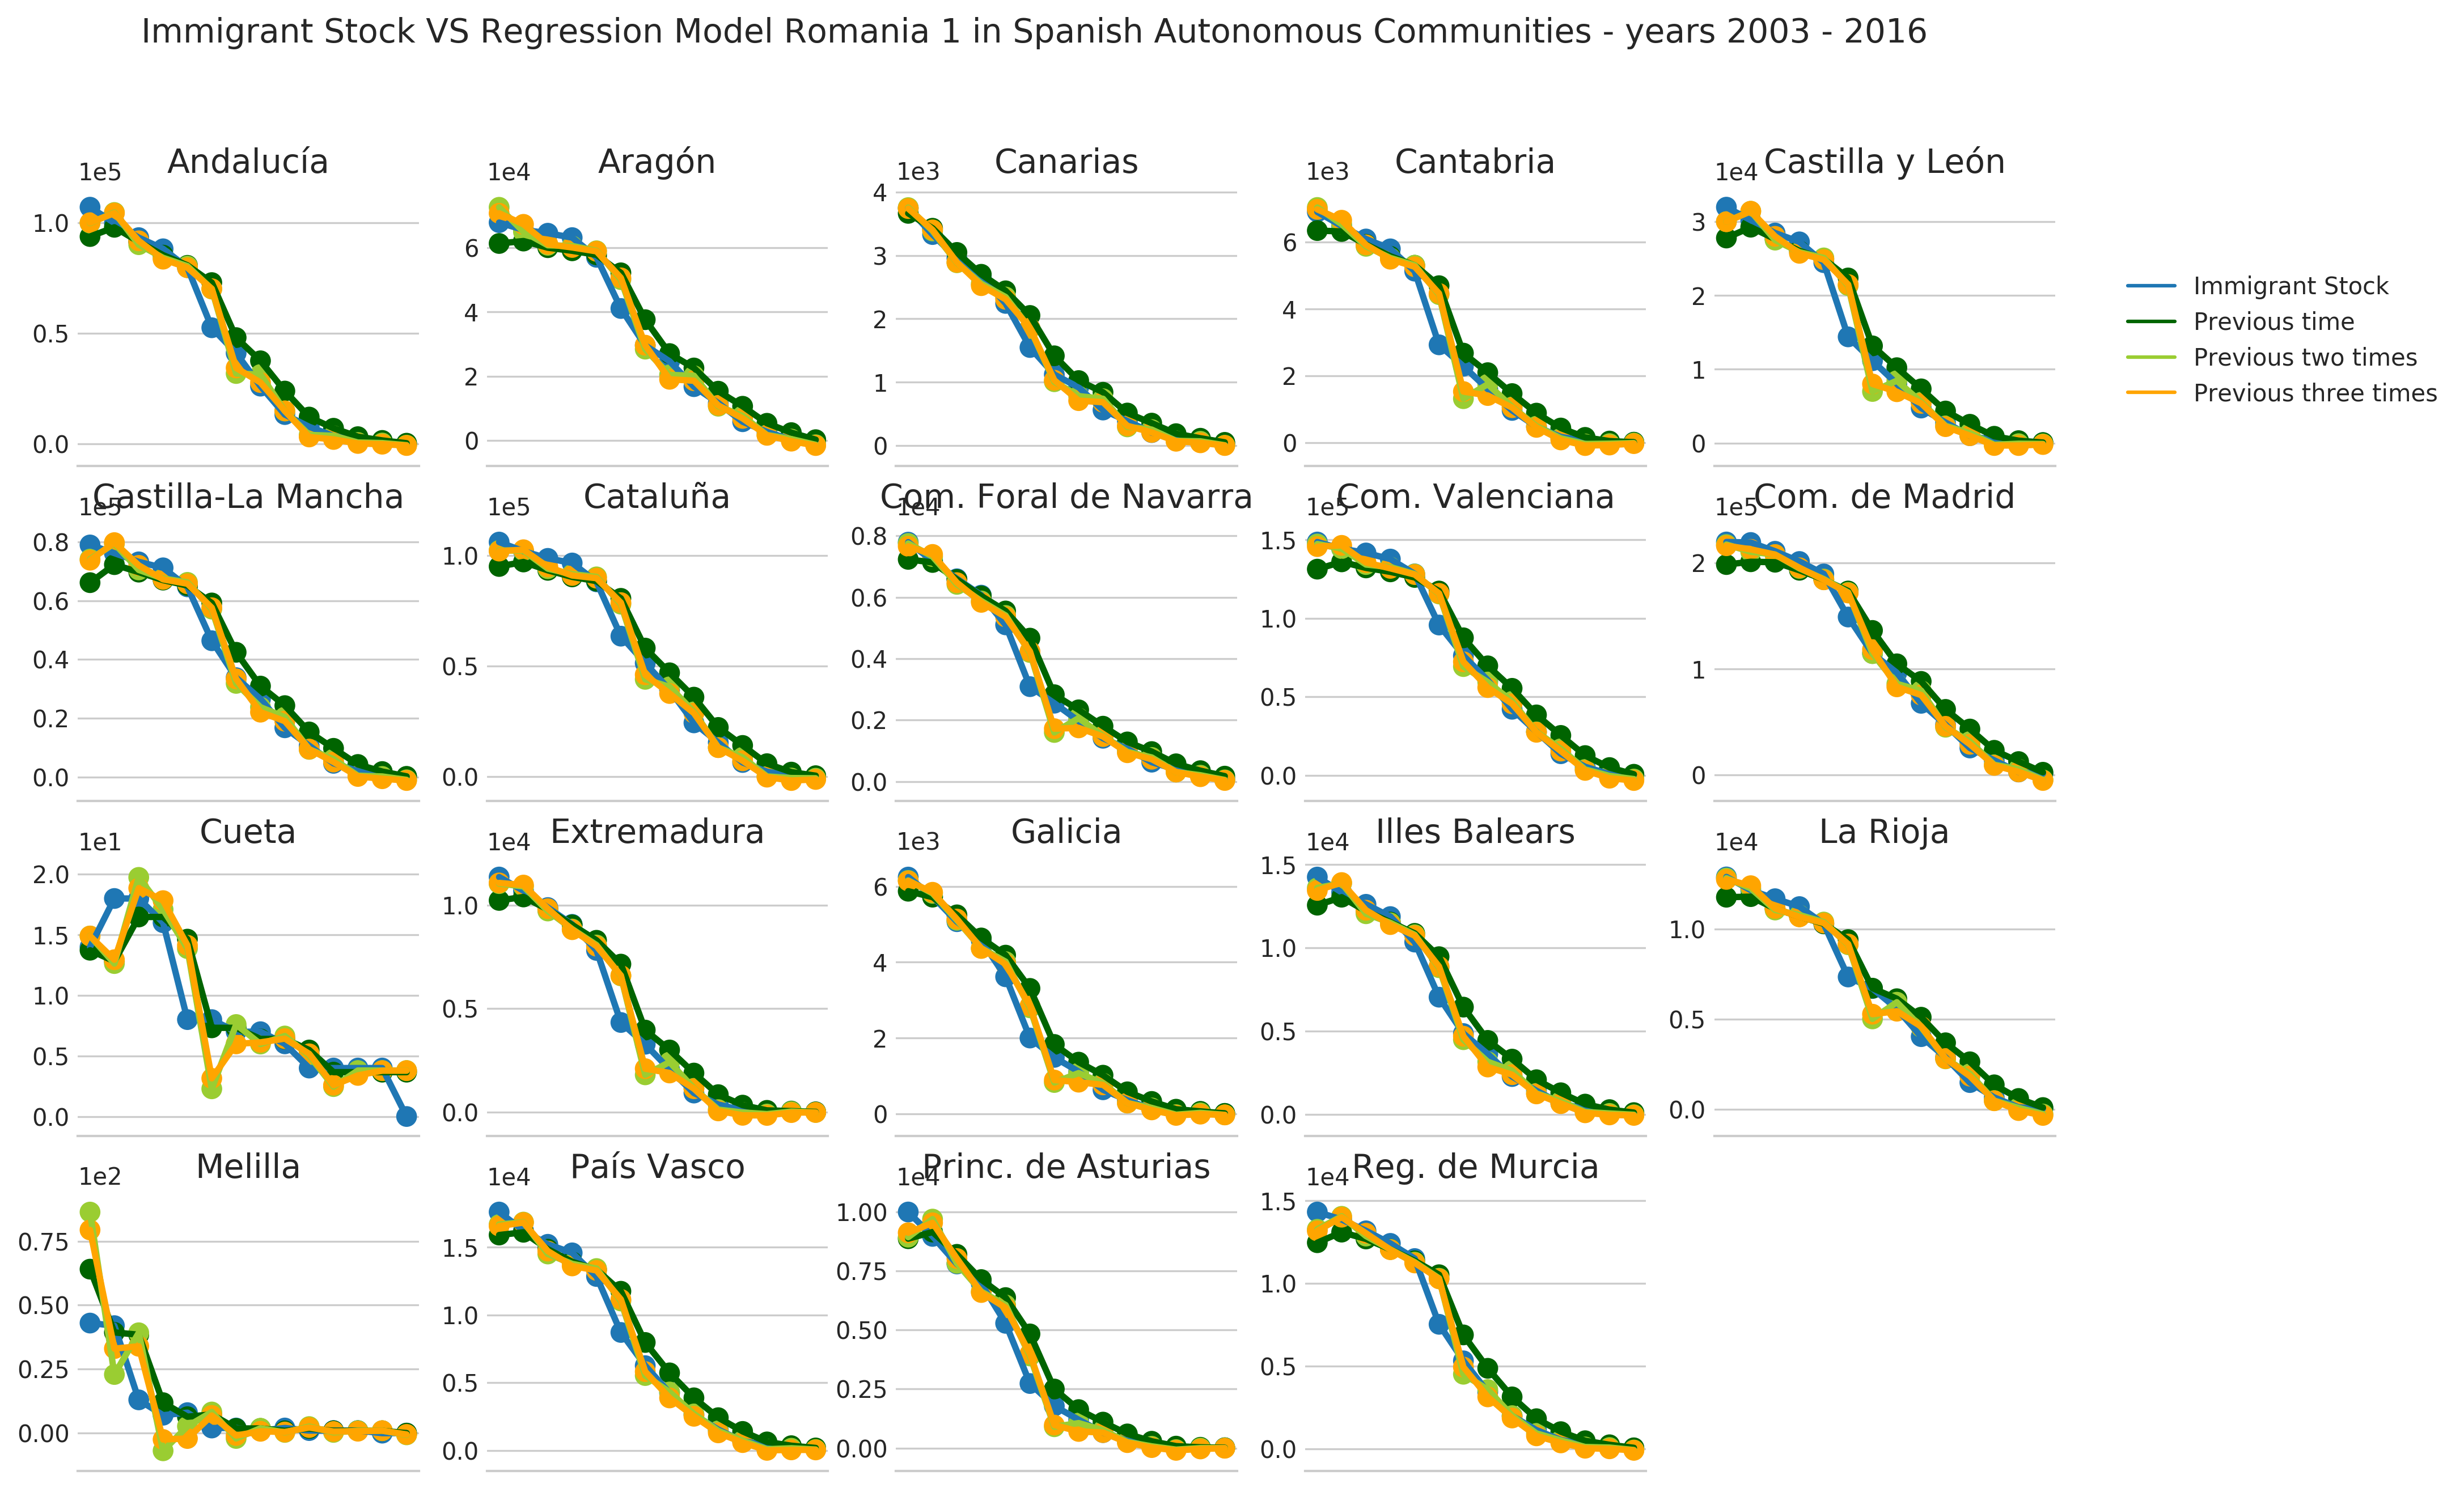 Immigrant Stock VS Regression Model Romania 1 in Spanish Autonomous Communities - years 2003 - 2016
Andalucía
1e5
1.0
0.5
0.0
Aragón
1e4
6
4
2
0
Canarias
1e3
4
3
2
1
0
Cantabria
1e3
6
4
2
0
Castilla y León
1e4
3
2
1
0
Immigrant Stock
Previous time
Previous two times
Previous three times
Castilla-La Mancha
1e5
0.8
0.6
0.4
0.2
0.0
Cataluña
1e5
1.0
0.5
0.0
Com. Foral de Navarra
1e4
0.8
0.6
0.4
0.2
0.0
Com. Valenciana
1e5
1.5
1.0
0.5
0.0
Com. de Madrid
1e5
2
1
0
Cueta
1e1
2.0
1.5
1.0
0.5
0.0
Extremadura
1e4
1.0
0.5
0.0
Galicia
1e3
6
4
2
0
Illes Balears
1e4
1.5
1.0
0.5
0.0
La Rioja
1e4
1.0
0.5
0.0
Melilla
1e2
0.75
0.50
0.25
0.00
País Vasco
1e4
1.5
1.0
0.5
0.0
Princ. de Asturias
1e4
1.00
0.75
0.50
0.25
0.00
Reg. de Murcia
1e4
1.5
1.0
0.5
0.0